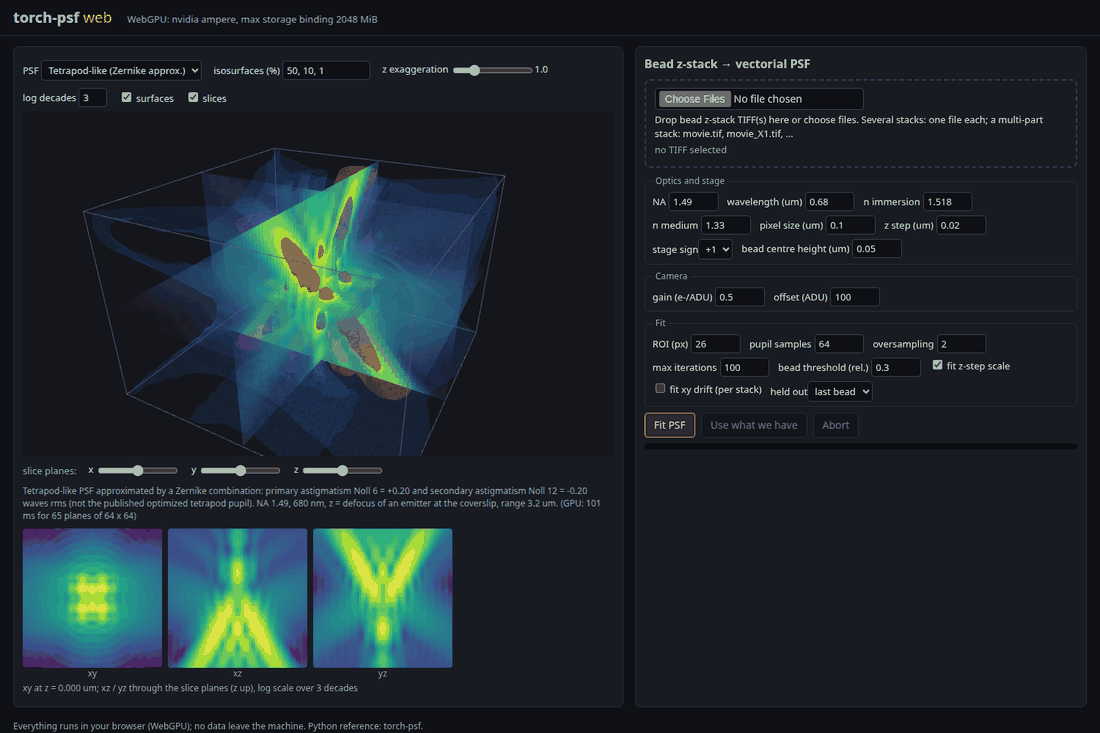 torch-psf web WebGPU: nvidia ampere, max storage binding 2048 MiB
PSF Tetrapod-like (Zernike approx.) isosurfaces (%) 50, 10, 1 z exaggeration 1.0
log decades 3 surfaces slices
slice planes: x y z
Tetrapod-like PSF approximated by a Zernike combination: primary astigmatism Noll 6 = +0.20 and secondary astigmatism Noll 12 = -0.20
waves rms (not the published optimized tetrapod pupil). NA 1.49, 680 nm, z = defocus of an emitter at the coverslip, range 3.2 um. (GPU: 101
ms for 65 planes of 64 x 64)
xy xz yz
xy at z = 0.000 um; xz / yz through the slice planes (z up), log scale over 3 decades
Bead z-stack → vectorial PSF
Choose Files No file chosen
Drop bead z-stack TIFF(s) here or choose files. Several stacks: one file each; a multi-part
stack: movie.tif, movie_X1.tif, ...
no TIFF selected
Optics and stage
NA 1.49 wavelength (um) 0.68 n immersion 1.518
n medium 1.33 pixel size (um) 0.1 z step (um) 0.02
stage sign +1 bead centre height (um) 0.05
Camera
gain (e-/ADU) 0.5 offset (ADU) 100
Fit
ROI (px) 26 pupil samples 64 oversampling 2
max iterations 100 bead threshold (rel.) 0.3 fit z-step scale
fit xy drift (per stack) held out last bead
Fit PSF Use what we have Abort
Everything runs in your browser (WebGPU); no data leave the machine. Python reference: torch-psf.